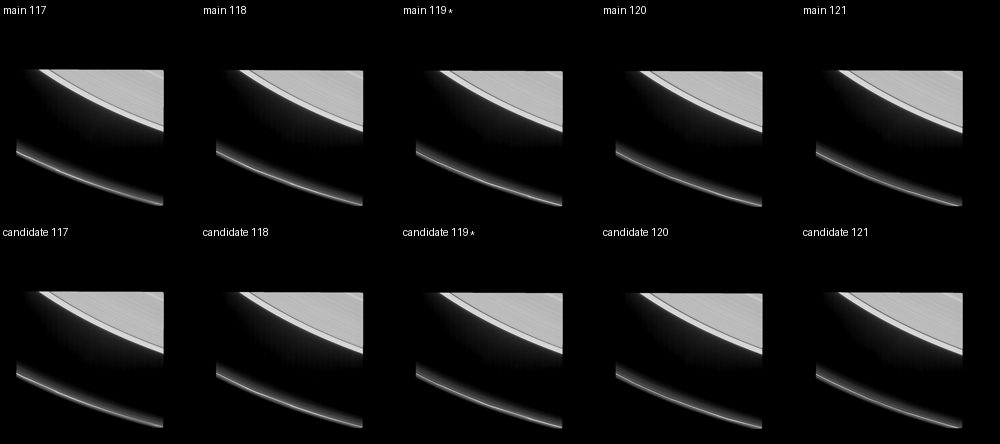 main 117
main 118
main 119*
main 120
main 121
candidate 117
candidate 118
candidate 119*
candidate 120
candidate 121